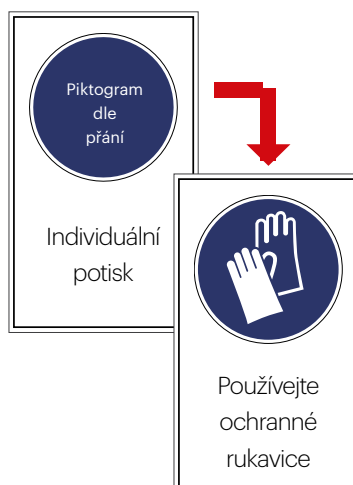 Piktogram
dle
přání
Individuální
potisk
Používejte
ochranné
rukavice